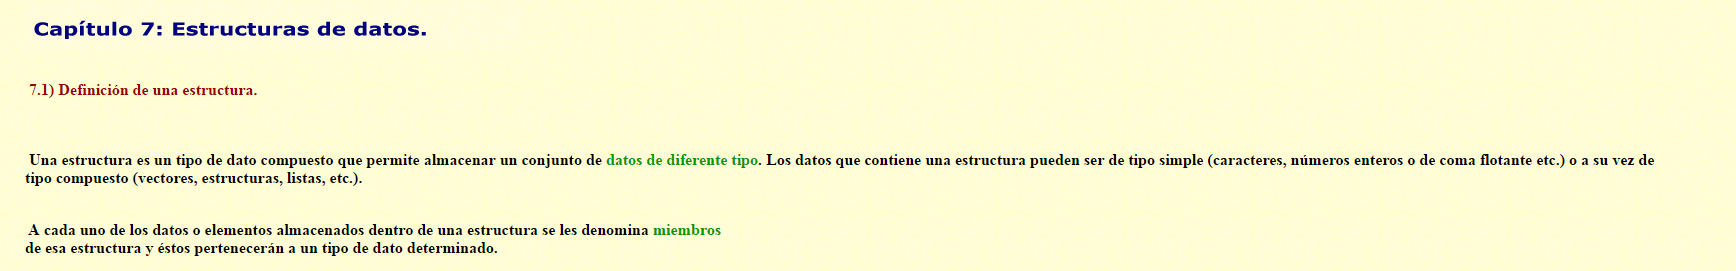 Capítulo 7: Estructuras de datos.
7.1) Definición de una estructura.
Una estructura es un tipo de dato compuesto que permite almacenar un conjunto de datos de diferente tipo. Los datos que contiene una estructura pueden ser de tipo simple (caracteres, números enteros o de coma flotante etc.) o a su vez de
tipo compuesto (vectores, estructuras, listas, etc.).
A cada uno de los datos o elementos almacenados dentro de una estructura se les denomina miembros
de esa estructura y éstos pertenecerán a un tipo de dato determinado.